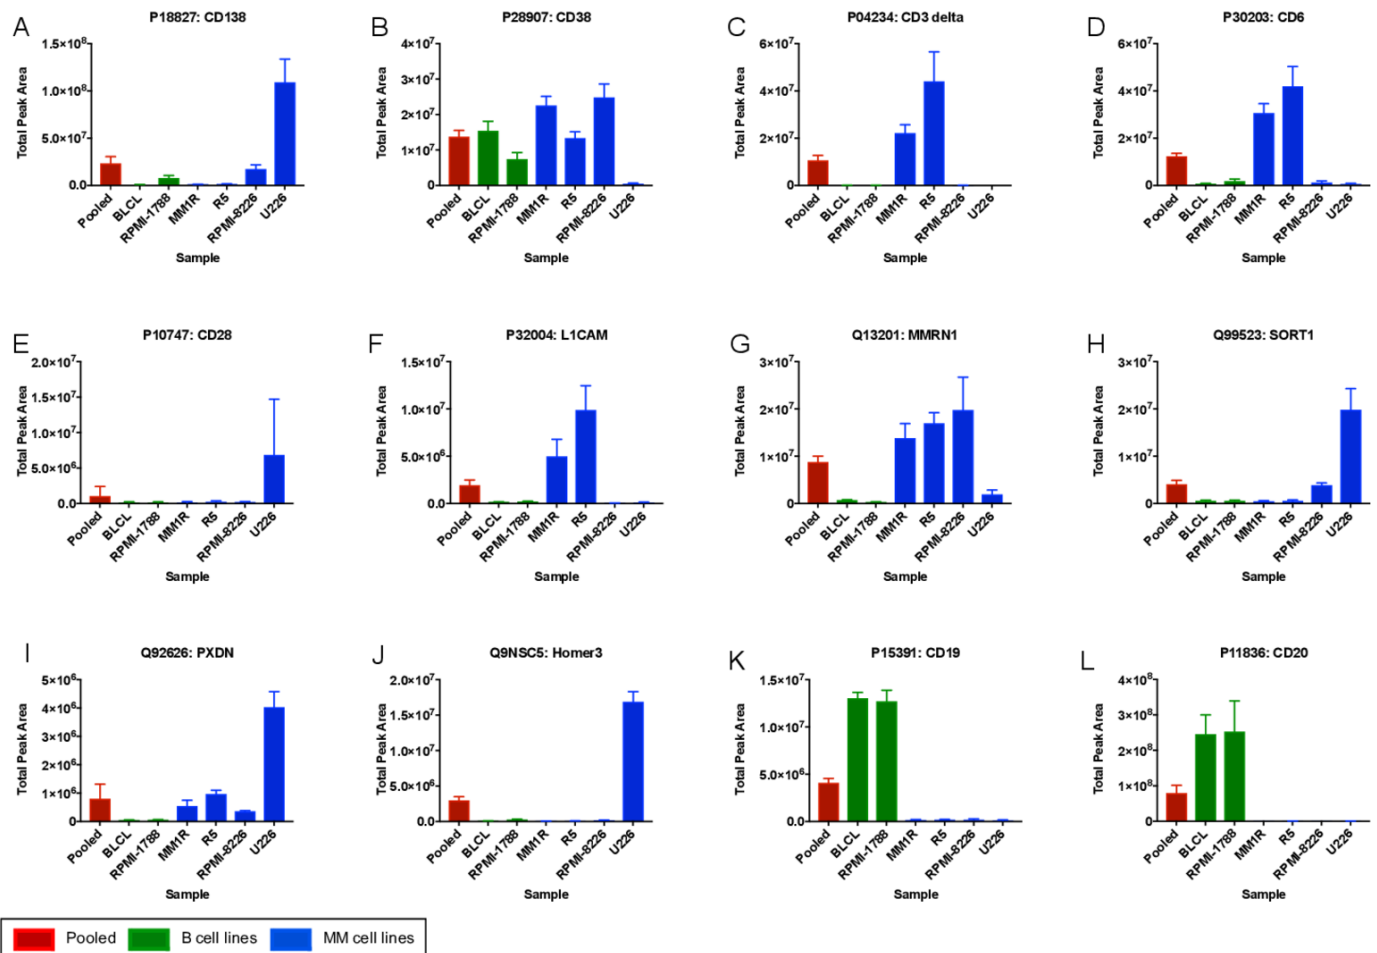 A
P18827: CD138
Total Peak Area
1.5×10⁸
1.0×10⁸
5.0×10⁷
0.0
Pooled
BLCL
RPMI-1788
MM1R
R5
RPMI-8226
U226
Sample
B
P28907: CD38
Total Peak Area
4×10⁷
3×10⁷
2×10⁷
1×10⁷
0
Pooled
BLCL
RPMI-1788
MM1R
R5
RPMI-8226
U226
Sample
C
P04234: CD3 delta
Total Peak Area
6×10⁷
4×10⁷
2×10⁷
0
Pooled
BLCL
RPMI-1788
MM1R
R5
RPMI-8226
U226
Sample
D
P30203: CD6
Total Peak Area
6×10⁷
4×10⁷
2×10⁷
0
Pooled
BLCL
RPMI-1788
MM1R
R5
RPMI-8226
U226
Sample
E
P10747: CD28
Total Peak Area
2.0×10⁷
1.5×10⁷
1.0×10⁷
5.0×10⁶
0.0
Pooled
BLCL
RPMI-1788
MM1R
R5
RPMI-8226
U226
Sample
F
P32004: L1CAM
Total Peak Area
1.5×10⁷
1.0×10⁷
5.0×10⁶
0.0
Pooled
BLCL
RPMI-1788
MM1R
R5
RPMI-8226
U226
Sample
G
Q13201: MMRN1
Total Peak Area
3×10⁷
2×10⁷
1×10⁷
0
Pooled
BLCL
RPMI-1788
MM1R
R5
RPMI-8226
U226
Sample
H
Q99523: SORT1
Total Peak Area
3×10⁷
2×10⁷
1×10⁷
0
Pooled
BLCL
RPMI-1788
MM1R
R5
RPMI-8226
U226
Sample
I
Q92626: PXDN
Total Peak Area
5×10⁶
4×10⁶
3×10⁶
2×10⁶
1×10⁶
0
Pooled
BLCL
RPMI-1788
MM1R
R5
RPMI-8226
U226
Sample
J
Q9NSC5: Homer3
Total Peak Area
2.0×10⁷
1.5×10⁷
1.0×10⁷
5.0×10⁶
0.0
Pooled
BLCL
RPMI-1788
MM1R
R5
RPMI-8226
U226
Sample
K
P15391: CD19
Total Peak Area
1.5×10⁷
1.0×10⁷
5.0×10⁶
0.0
Pooled
BLCL
RPMI-1788
MM1R
R5
RPMI-8226
U226
Sample
L
P11836: CD20
Total Peak Area
4×10⁸
3×10⁸
2×10⁸
1×10⁸
0
Pooled
BLCL
RPMI-1788
MM1R
R5
RPMI-8226
U226
Sample
Pooled
B cell lines
MM cell lines